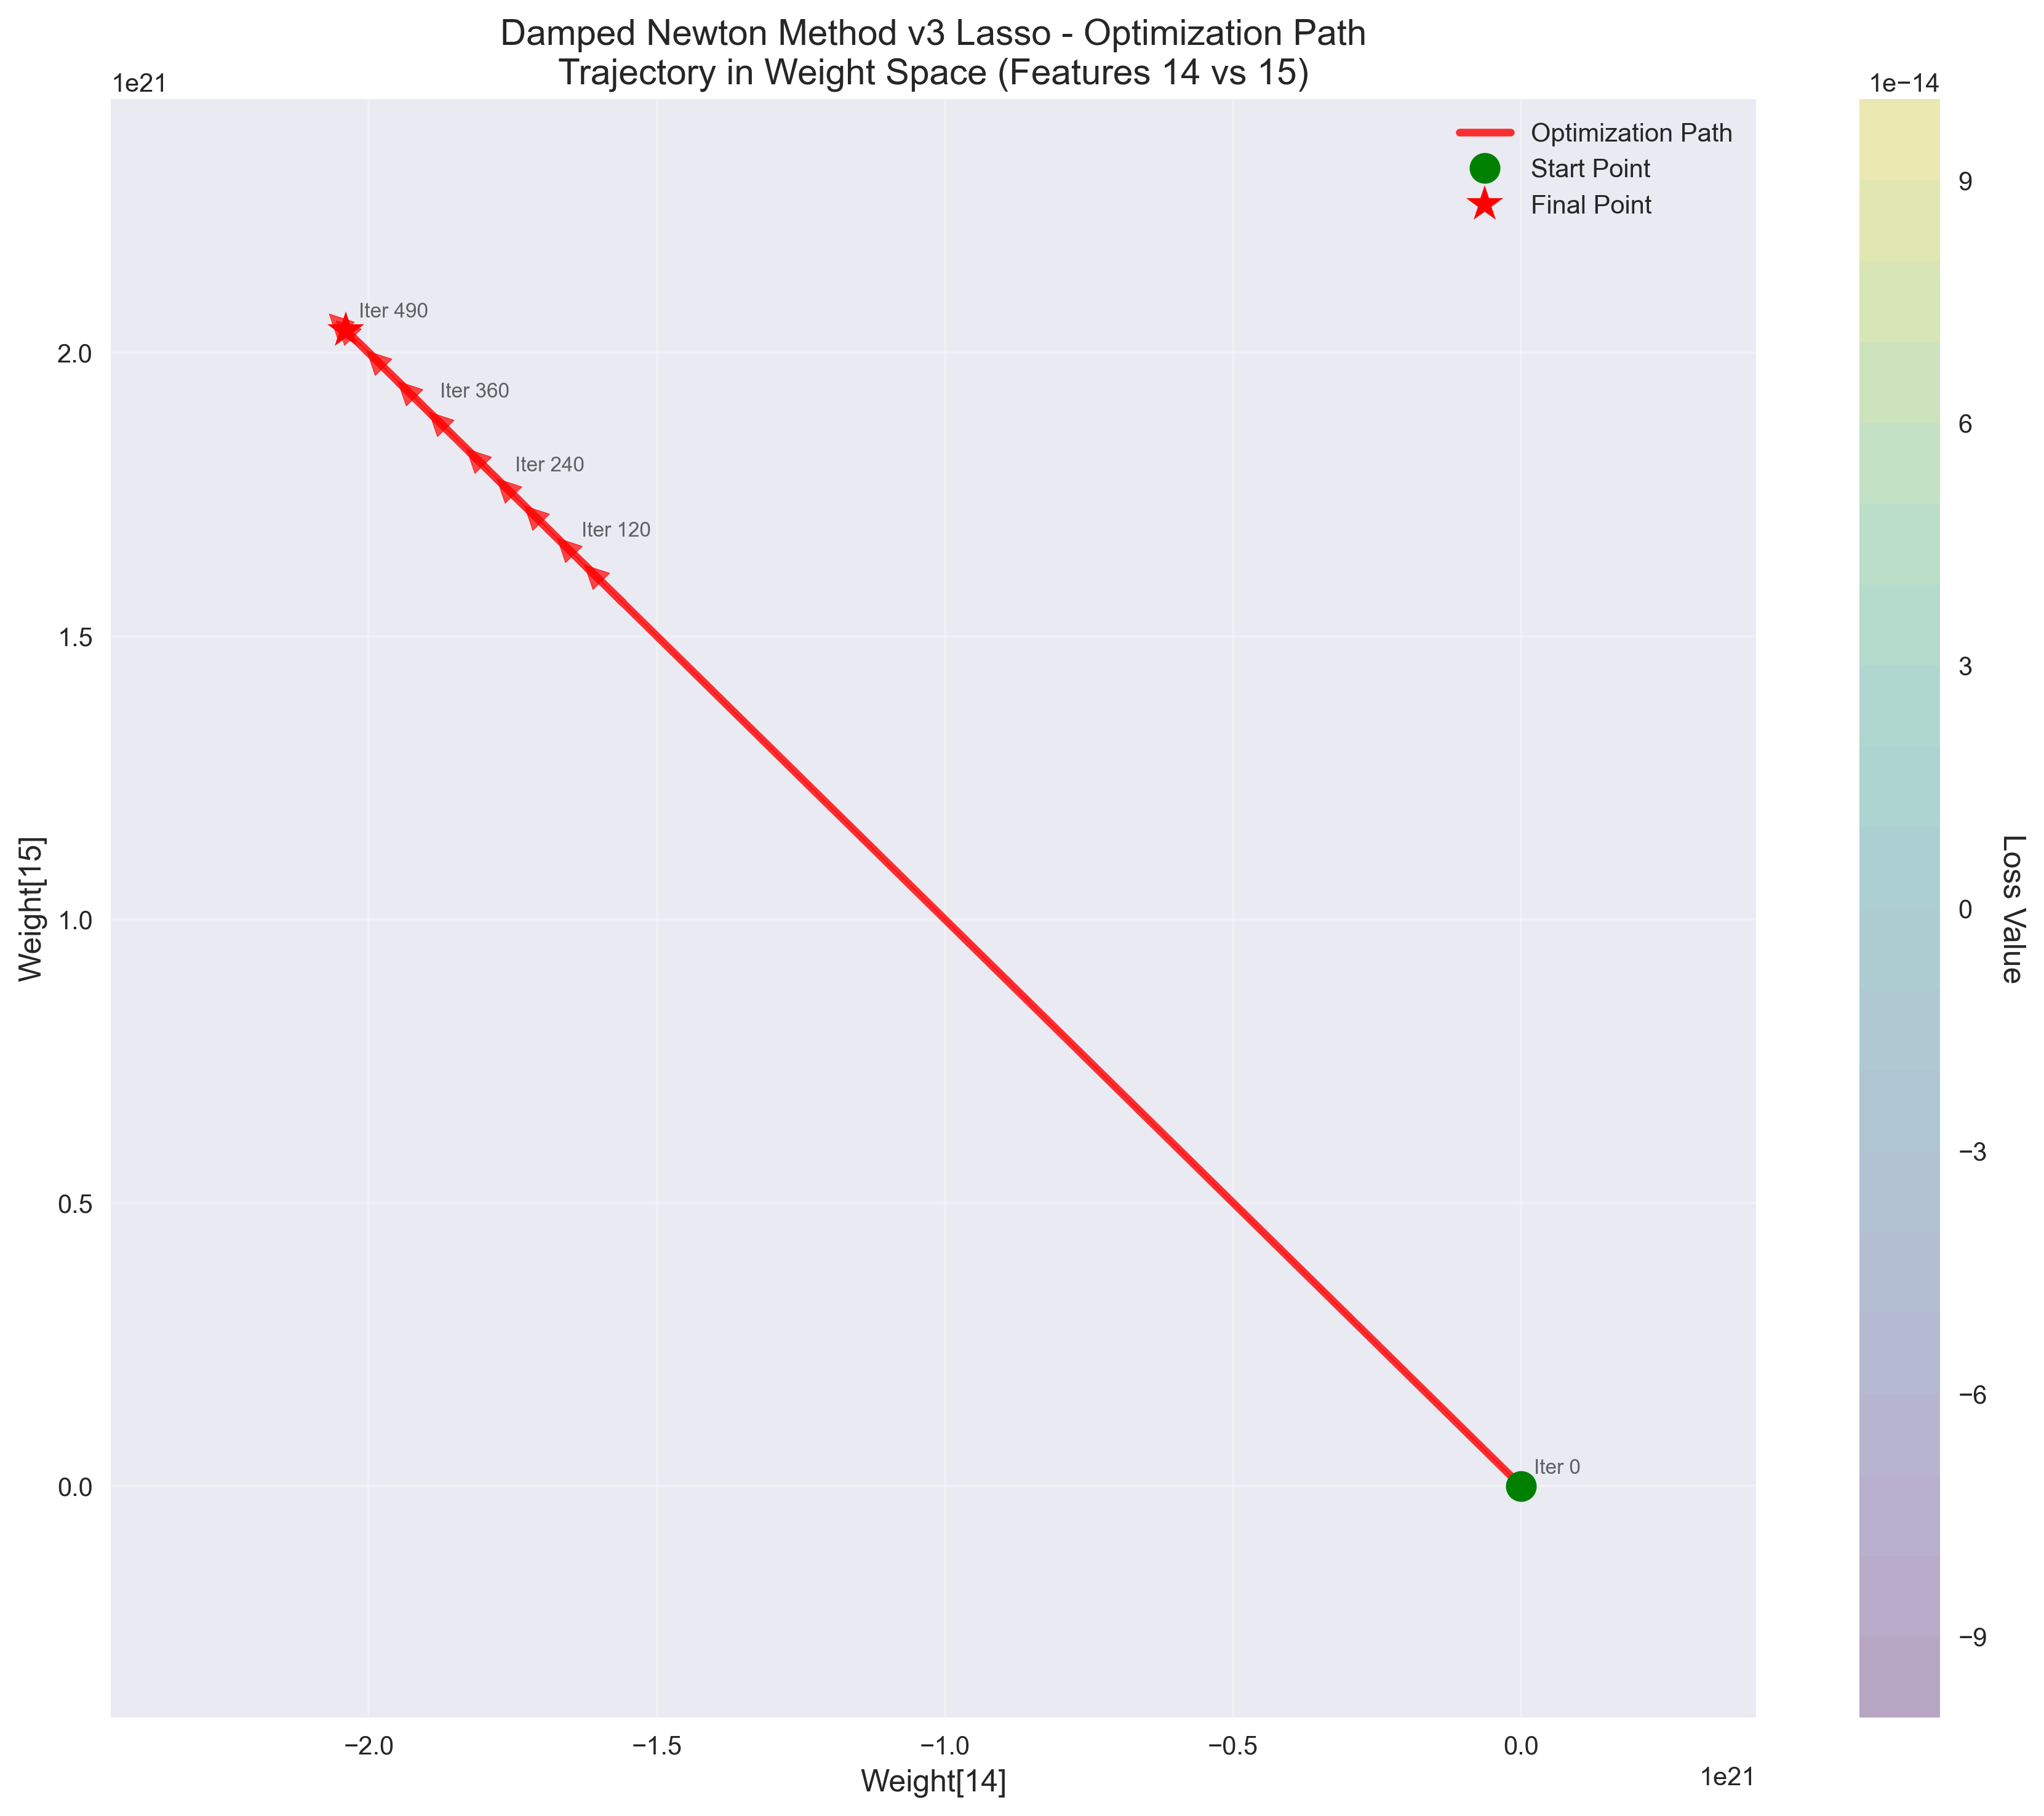 Damped Newton Method v3 Lasso - Optimization Path
Trajectory in Weight Space (Features 14 vs 15)
1e21
1e−14
Optimization Path
Start Point
Final Point
Iter 490
Iter 360
Iter 240
Iter 120
Iter 0
2.0
1.5
1.0
0.5
0.0
Weight[15]
−2.0
−1.5
−1.0
−0.5
0.0
1e21
Weight[14]
9
6
3
0
−3
−6
−9
Loss Value